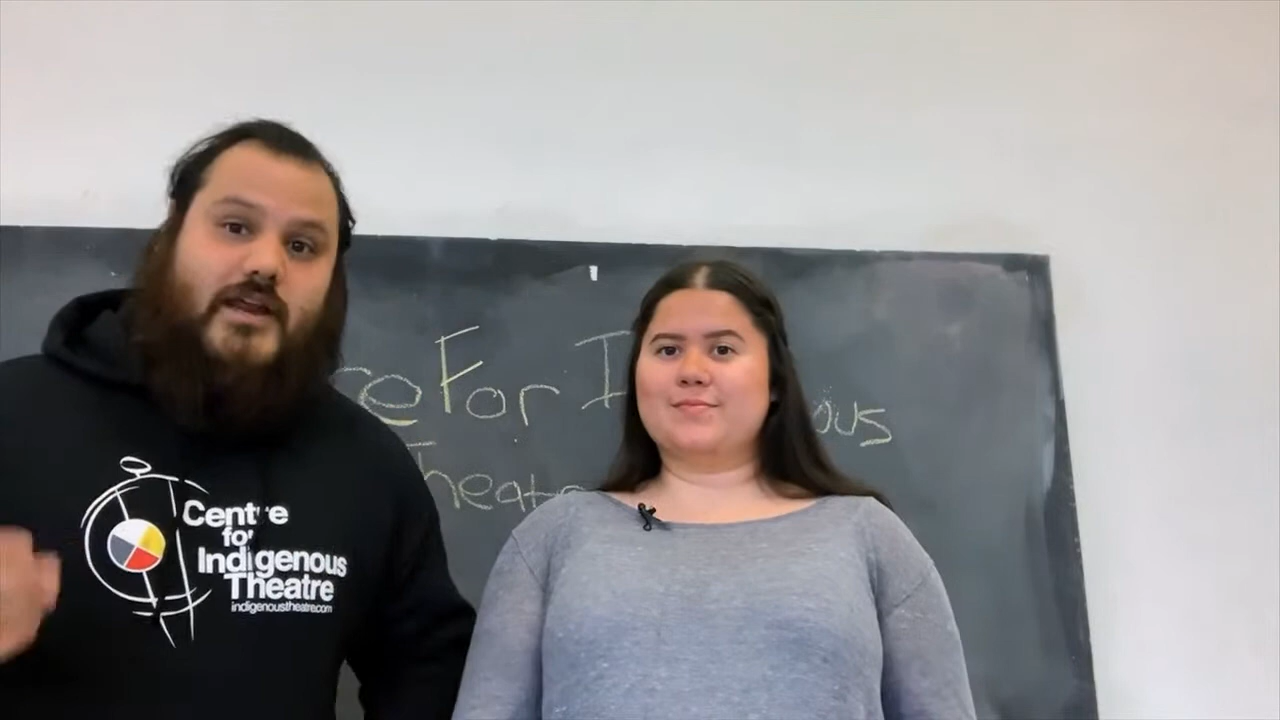 For
Theat
ous
Centre
for
Indigenous
Theatre
indigenoustheatre.com